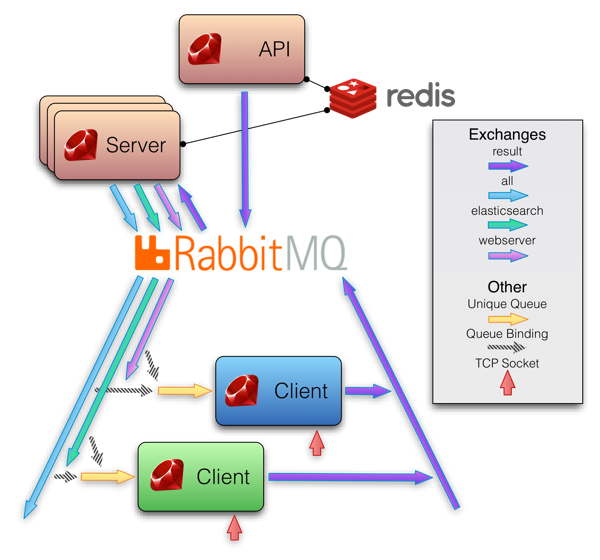 API
redis
Server
RabbitMQ
Client
Client
Exchanges
result
all
elasticsearch
webserver
Other
Unique Queue
Queue Binding
TCP Socket